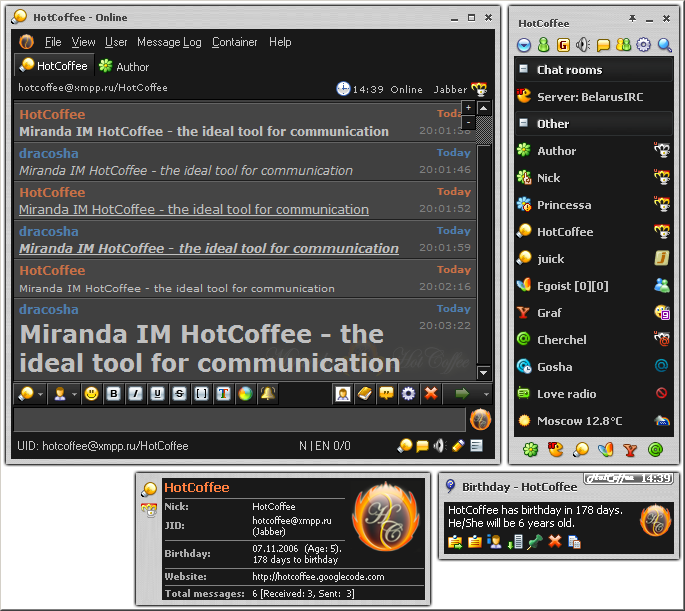 HotCoffee - Online
File View User Message Log Container Help
HotCoffee Author
hotcoffee@xmpp.ru/HotCoffee 14:39 Online Jabber
HotCoffee Today
Miranda IM HotCoffee - the ideal tool for communication 20:01:38
dracosha Today
Miranda IM HotCoffee - the ideal tool for communication 20:01:46
HotCoffee Today
Miranda IM HotCoffee - the ideal tool for communication 20:01:52
dracosha Today
Miranda IM HotCoffee - the ideal tool for communication 20:01:59
HotCoffee Today
Miranda IM HotCoffee - the ideal tool for communication 20:02:16
dracosha Today
Miranda IM HotCoffee - the 20:03:22
ideal tool for communication
UID: hotcoffee@xmpp.ru/HotCoffee N | EN 0/0
HotCoffee
Chat rooms
Server: BelarusIRC
Other
Author
Nick
Princessa
HotCoffee
juick
Egoist [0][0]
Graf
Cherchel
Gosha
Love radio
Moscow 12.8°C
HotCoffee
Nick: HotCoffee
JID: hotcoffee@xmpp.ru
(Jabber)
Birthday: 07.11.2006 (Age: 5).
178 days to birthday
Website: http://hotcoffee.googlecode.com
Total messages: 6 [Received: 3, Sent: 3]
HotCoffee 14:39
Birthday - HotCoffee
HotCoffee has birthday in 178 days.
He/She will be 6 years old.